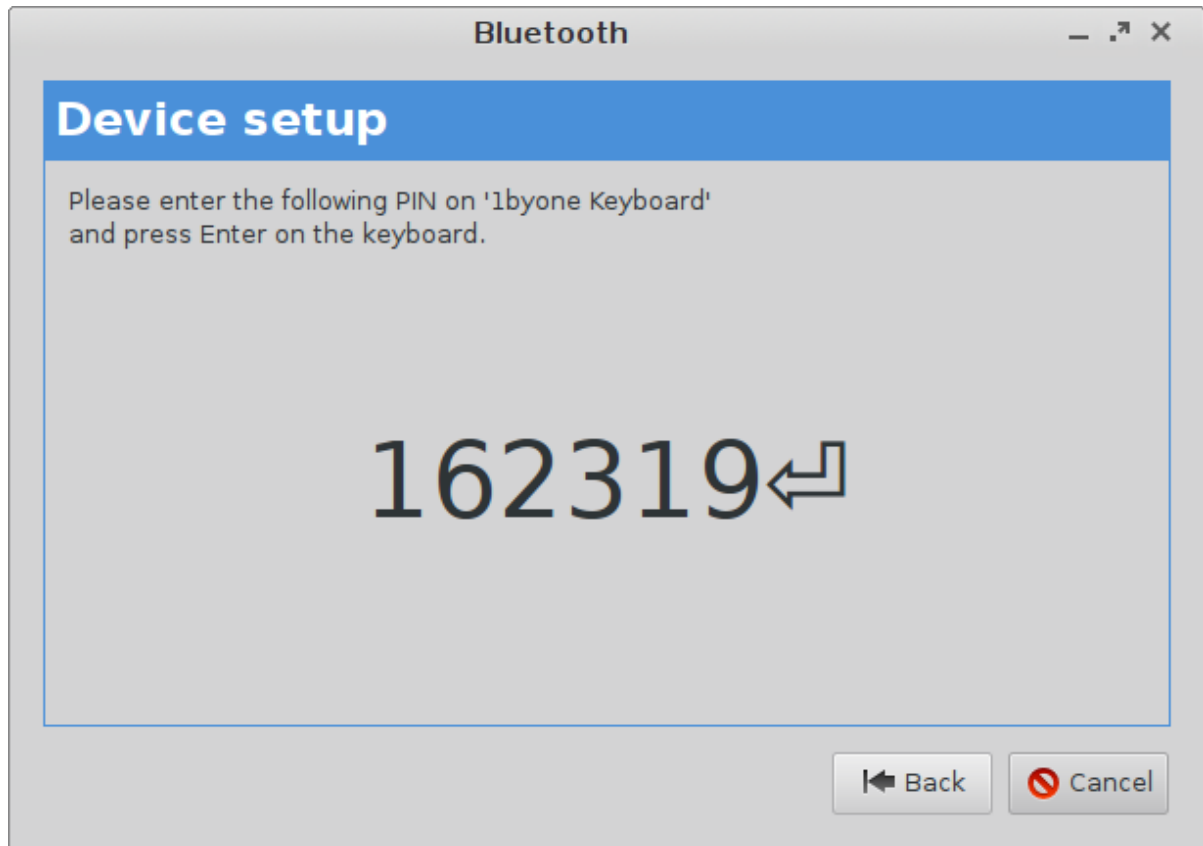 Bluetooth
Device setup
Please enter the following PIN on '1byone Keyboard'
and press Enter on the keyboard.
162319⏎
Back
Cancel